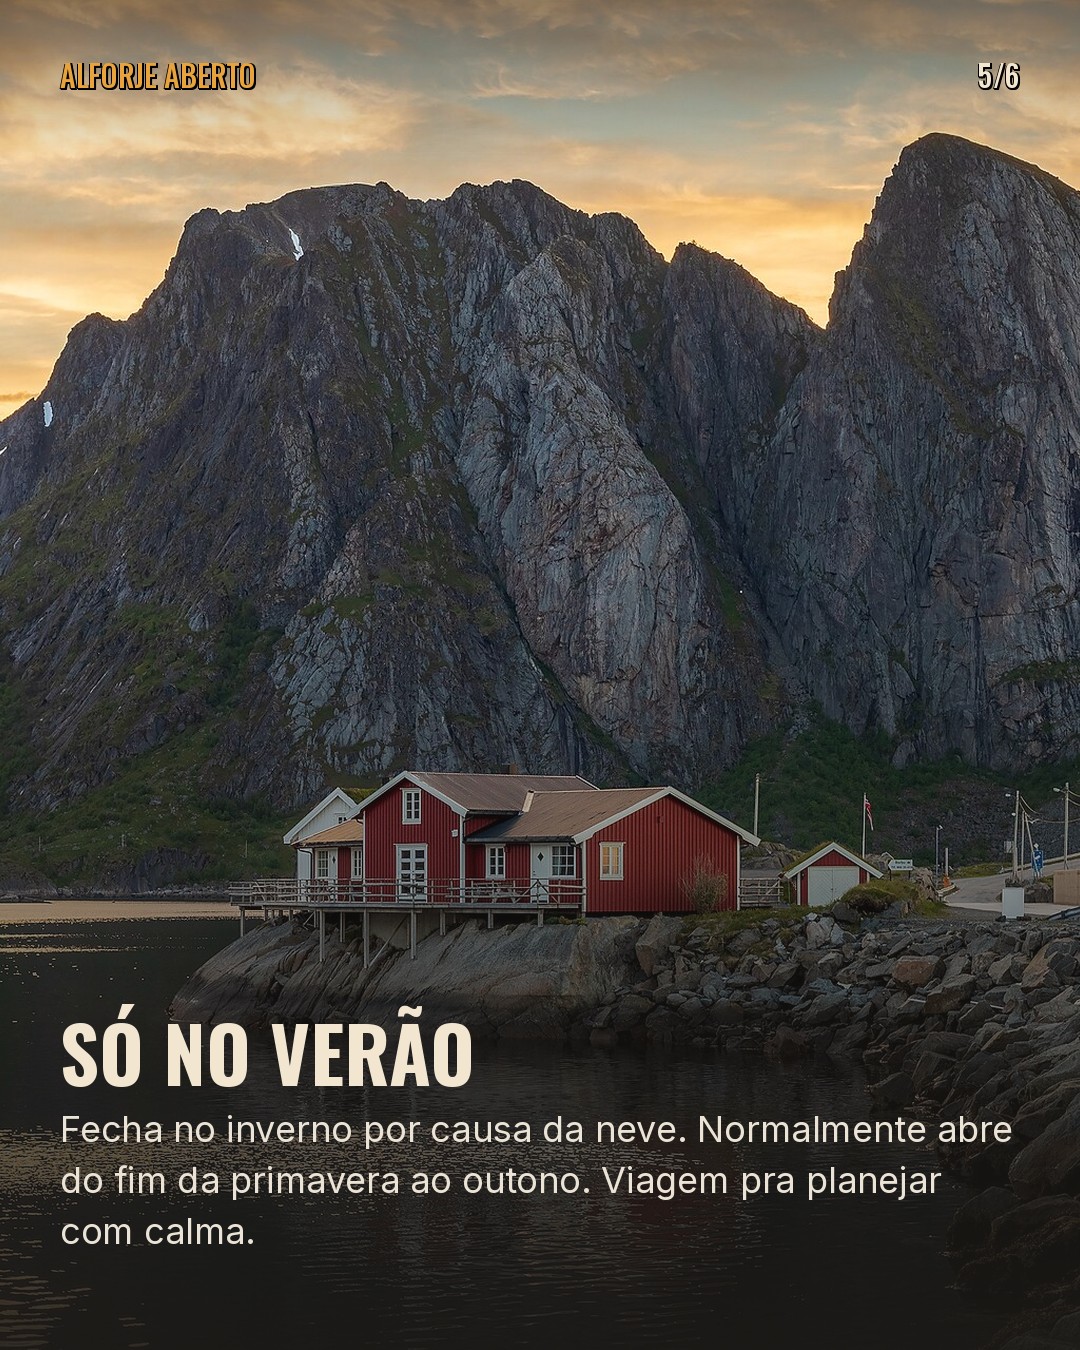 ALFORJE ABERTO
5/6
SÓ NO VERÃO
Fecha no inverno por causa da neve. Normalmente abre
do fim da primavera ao outono. Viagem pra planejar
com calma.